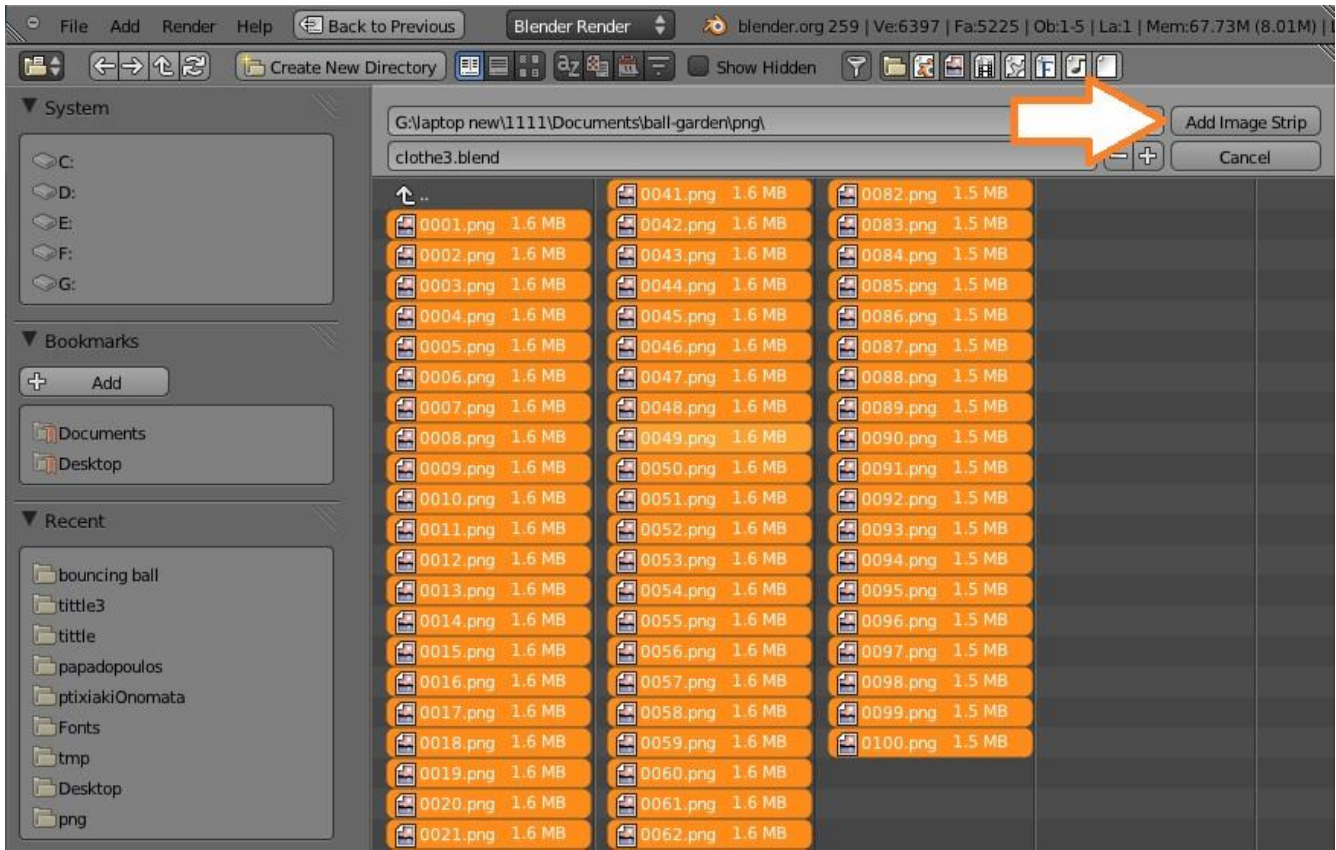 File Add Render Help Back to Previous Blender Render blender.org 259 | Ve:6397 | Fa:5225 | Ob:1-5 | La:1 | Mem:67.73M (8.01M) |
Create New Directory Show Hidden
System
C:
D:
E:
F:
G:
Bookmarks
Add
Documents
Desktop
Recent
bouncing ball
tittle3
tittle
papadopoulos
ptixiakiOnomata
Fonts
tmp
Desktop
png
G:\laptop new\1111\Documents\ball-garden\png\ Add Image Strip
clothe3.blend Cancel
.. 0041.png 1.6 MB 0082.png 1.5 MB
0001.png 1.6 MB 0042.png 1.6 MB 0083.png 1.5 MB
0002.png 1.6 MB 0043.png 1.6 MB 0084.png 1.5 MB
0003.png 1.6 MB 0044.png 1.6 MB 0085.png 1.5 MB
0004.png 1.6 MB 0045.png 1.6 MB 0086.png 1.5 MB
0005.png 1.6 MB 0046.png 1.6 MB 0087.png 1.5 MB
0006.png 1.6 MB 0047.png 1.6 MB 0088.png 1.5 MB
0007.png 1.6 MB 0048.png 1.6 MB 0089.png 1.5 MB
0008.png 1.6 MB 0049.png 1.6 MB 0090.png 1.5 MB
0009.png 1.6 MB 0050.png 1.6 MB 0091.png 1.5 MB
0010.png 1.6 MB 0051.png 1.6 MB 0092.png 1.5 MB
0011.png 1.6 MB 0052.png 1.6 MB 0093.png 1.5 MB
0012.png 1.6 MB 0053.png 1.6 MB 0094.png 1.5 MB
0013.png 1.6 MB 0054.png 1.6 MB 0095.png 1.5 MB
0014.png 1.6 MB 0055.png 1.6 MB 0096.png 1.5 MB
0015.png 1.6 MB 0056.png 1.6 MB 0097.png 1.5 MB
0016.png 1.6 MB 0057.png 1.6 MB 0098.png 1.5 MB
0017.png 1.6 MB 0058.png 1.6 MB 0099.png 1.5 MB
0018.png 1.6 MB 0059.png 1.6 MB 0100.png 1.5 MB
0019.png 1.6 MB 0060.png 1.6 MB
0020.png 1.6 MB 0061.png 1.6 MB
0021.png 1.6 MB 0062.png 1.6 MB